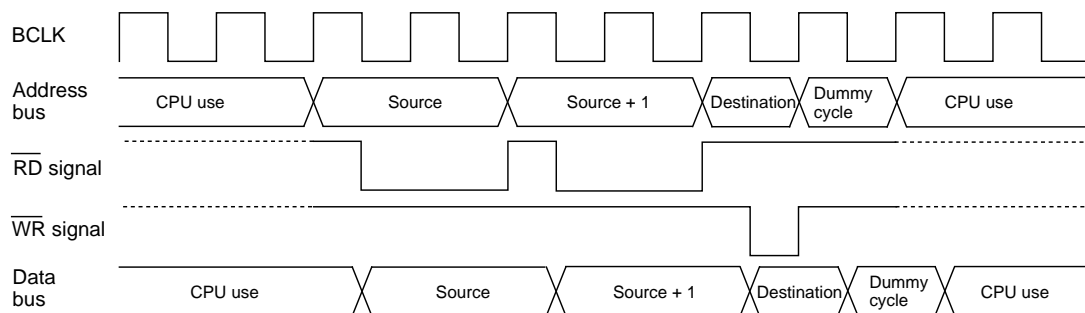 BCLK
Address
bus
CPU use
Source
Source + 1
Destination
Dummy
cycle
CPU use
RD signal
WR signal
Data
bus
CPU use
Source
Source + 1
Destination
Dummy
cycle
CPU use